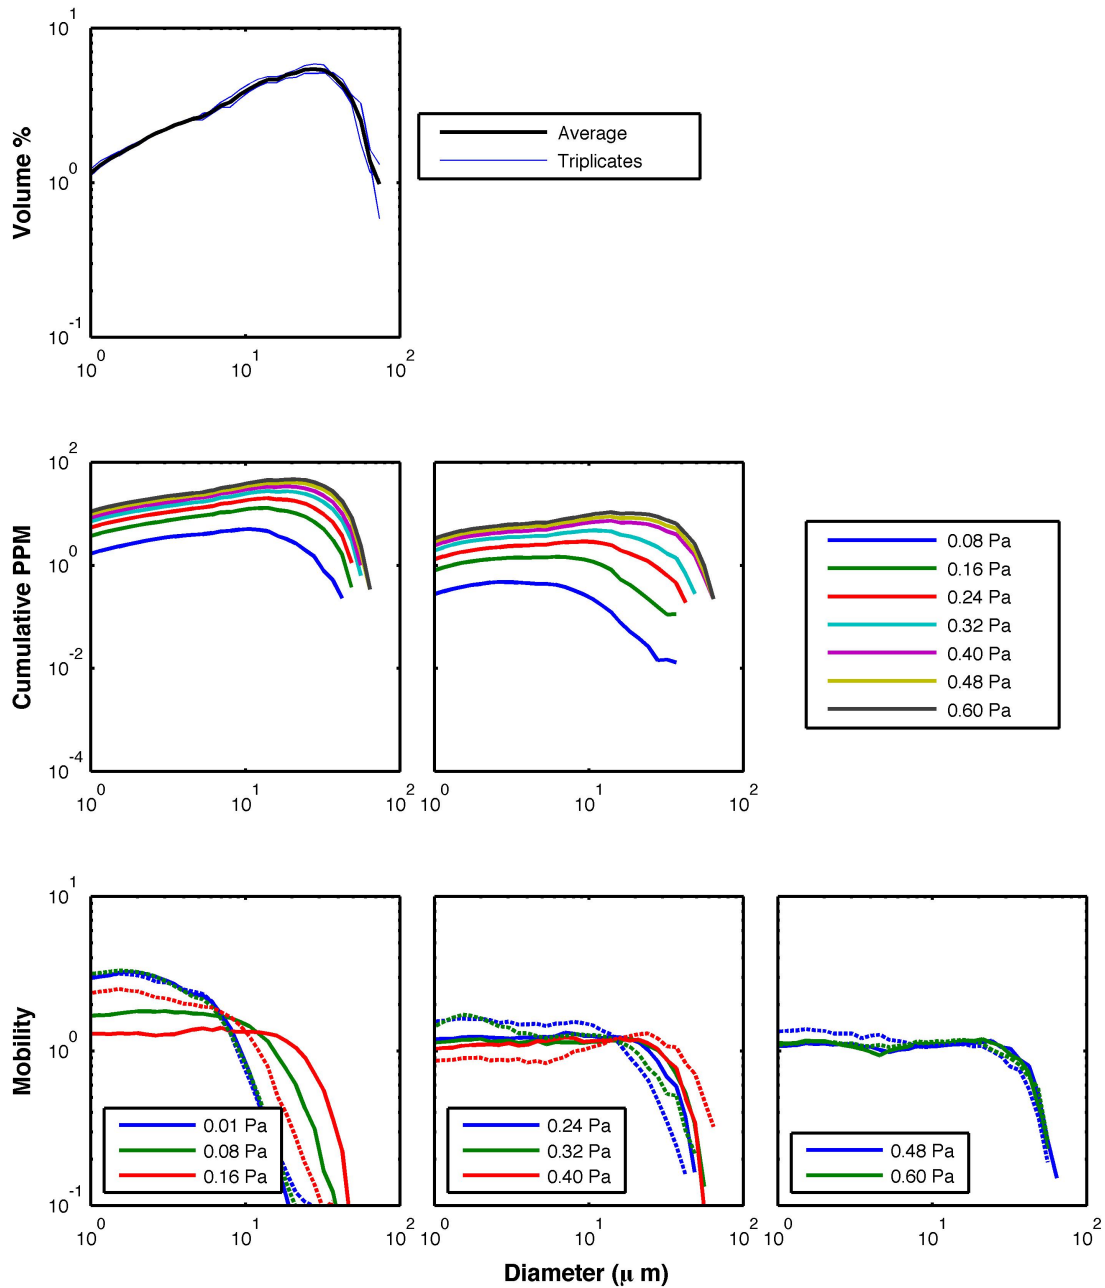 10^1
10^0
10^-1
Volume %
10^0
10^1
10^2
Average
Triplicates
10^2
10^0
10^-2
10^-4
Cumulative PPM
10^0
10^1
10^2
10^0
10^1
10^2
0.08 Pa
0.16 Pa
0.24 Pa
0.32 Pa
0.40 Pa
0.48 Pa
0.60 Pa
10^1
10^0
10^-1
Mobility
0.01 Pa
0.08 Pa
0.16 Pa
0.24 Pa
0.32 Pa
0.40 Pa
0.48 Pa
0.60 Pa
10^0
10^1
10^2
10^0
10^1
10^2
10^0
10^1
10^2
Diameter (μ m)